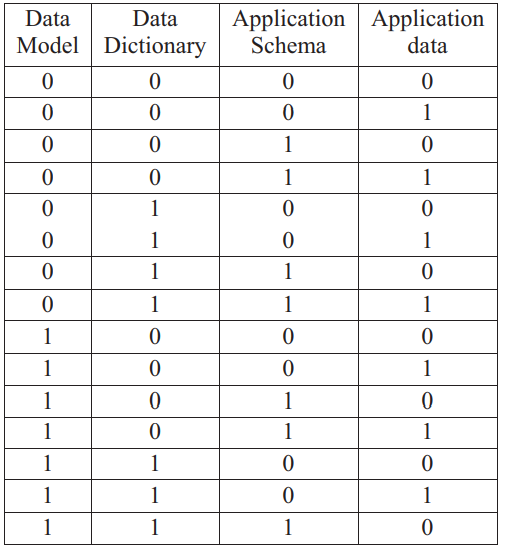 Data Data Application Application
Model Dictionary Schema data
0 0 0 0
0 0 0 1
0 0 1 0
0 0 1 1
0 1 0 0
0 1 0 1
0 1 1 0
0 1 1 1
1 0 0 0
1 0 0 1
1 0 1 0
1 0 1 1
1 1 0 0
1 1 0 1
1 1 1 0